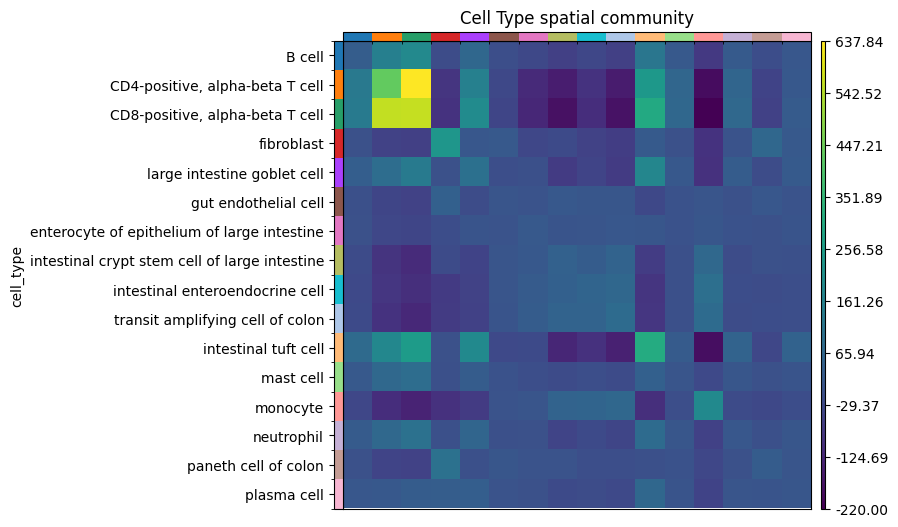 Cell Type spatial community
B cell
CD4-positive, alpha-beta T cell
CD8-positive, alpha-beta T cell
fibroblast
large intestine goblet cell
gut endothelial cell
enterocyte of epithelium of large intestine
intestinal crypt stem cell of large intestine
intestinal enteroendocrine cell
transit amplifying cell of colon
intestinal tuft cell
mast cell
monocyte
neutrophil
paneth cell of colon
plasma cell
cell_type
637.84
542.52
447.21
351.89
256.58
161.26
65.94
-29.37
-124.69
-220.00